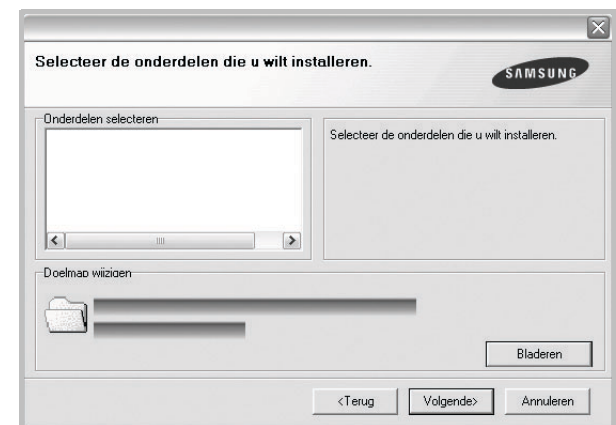 Selecteer de onderdelen die u wilt installeren.
SAMSUNG
Onderdelen selecteren
Selecteer de onderdelen die u wilt installeren.
Doelmap wijzigen
Bladeren
<Terug
Volgende>
Annuleren